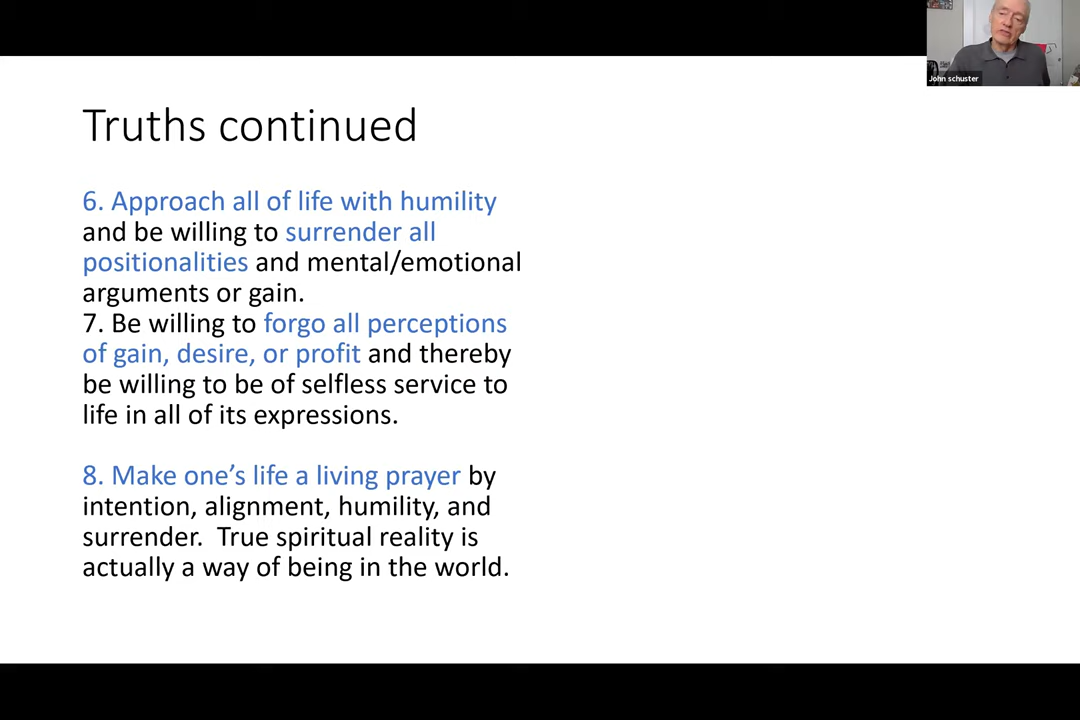 John schuster
Truths continued
6. Approach all of life with humility
and be willing to surrender all
positionalities and mental/emotional
arguments or gain.
7. Be willing to forgo all perceptions
of gain, desire, or profit and thereby
be willing to be of selfless service to
life in all of its expressions.
8. Make one’s life a living prayer by
intention, alignment, humility, and
surrender.  True spiritual reality is
actually a way of being in the world.